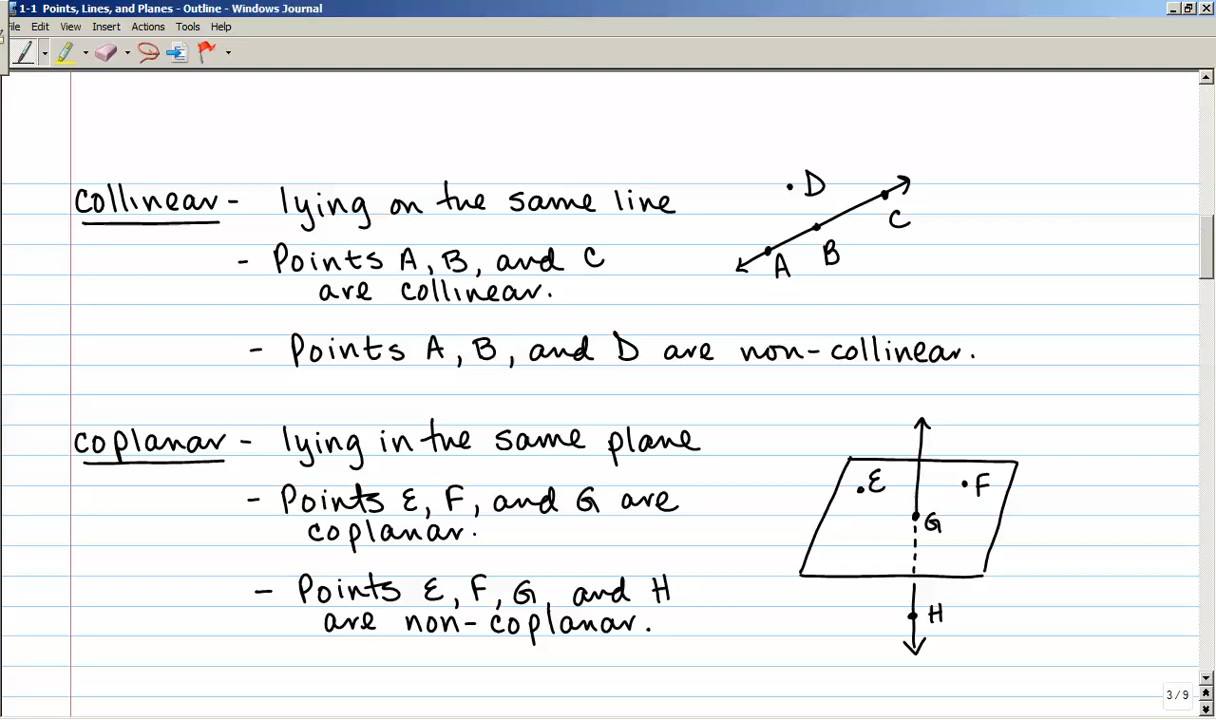 1-1 Points, Lines, and Planes - Outline - Windows Journal
File Edit View Insert Actions Tools Help
collinear - lying on the same line
- Points A, B, and C
are collinear.
- Points A, B, and D are non-collinear.
D
C
B
A
coplanar - lying in the same plane
- Points E, F, and G are
coplanar.
- Points E, F, G, and H
are non-coplanar.
E
F
G
H
3 / 9